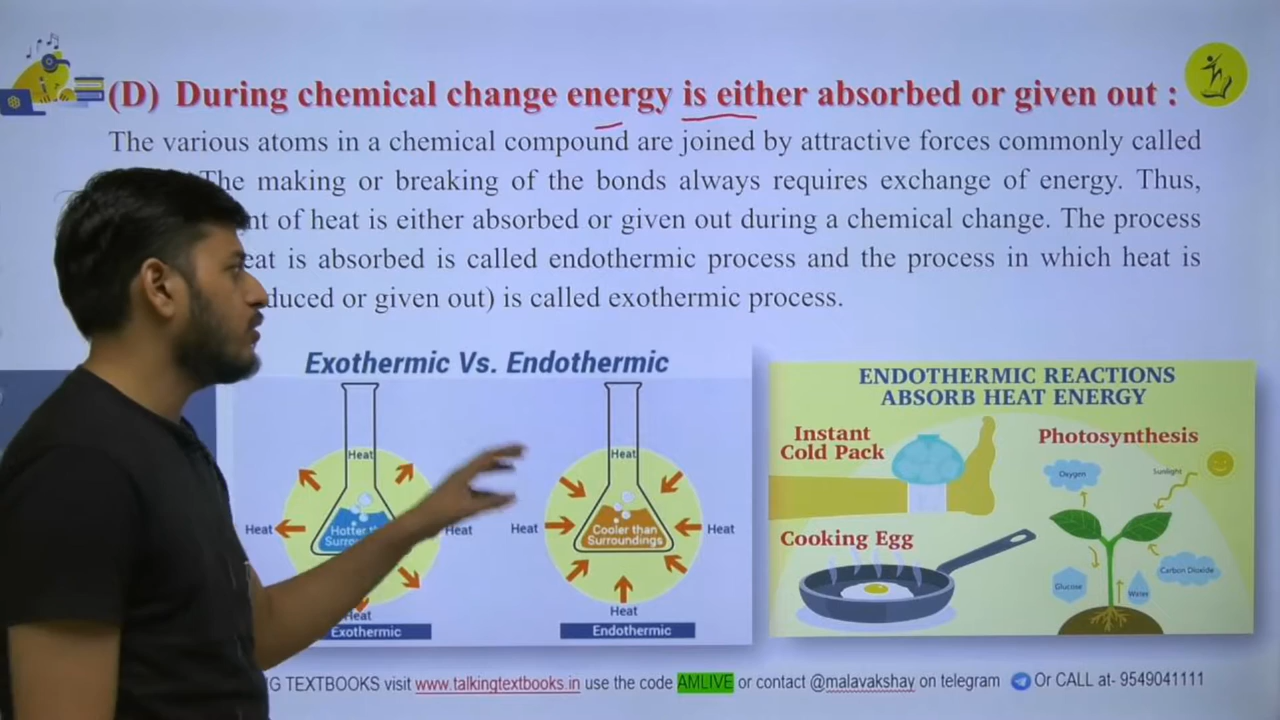 (D) During chemical change energy is either absorbed or given out :
The various atoms in a chemical compound are joined by attractive forces commonly called
The making or breaking of the bonds always requires exchange of energy. Thus,
of heat is either absorbed or given out during a chemical change. The process
is absorbed is called endothermic process and the process in which heat is
or given out) is called exothermic process.
Exothermic Vs. Endothermic
Heat
Heat
Heat
Heat
Hotter
Exothermic
Heat
Heat
Heat
Cooler than
Surroundings
Heat
Endothermic
ENDOTHERMIC REACTIONS
ABSORB HEAT ENERGY
Instant
Cold Pack
Cooking Egg
Photosynthesis
Oxygen
Sunlight
Carbon Dioxide
Glucose
Water
TEXTBOOKS visit www.talkingtextbooks.in use the code AMLIVE or contact @malavakshay on telegram Or CALL at- 9549041111